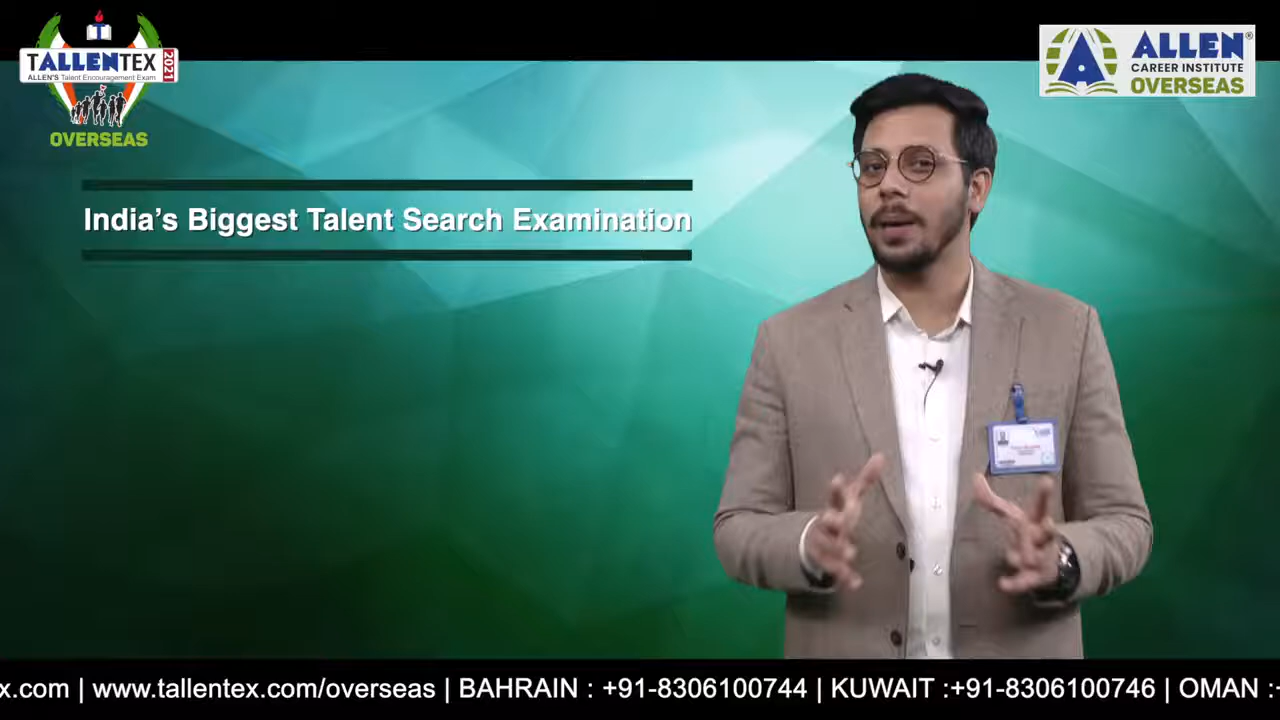 TALLENTEX
2021
ALLEN'S Talent Encouragement Exam
OVERSEAS
ALLEN®
CAREER INSTITUTE
OVERSEAS
India's Biggest Talent Search Examination
x.com | www.tallentex.com/overseas | BAHRAIN : +91-8306100744 | KUWAIT :+91-8306100746 | OMAN :-